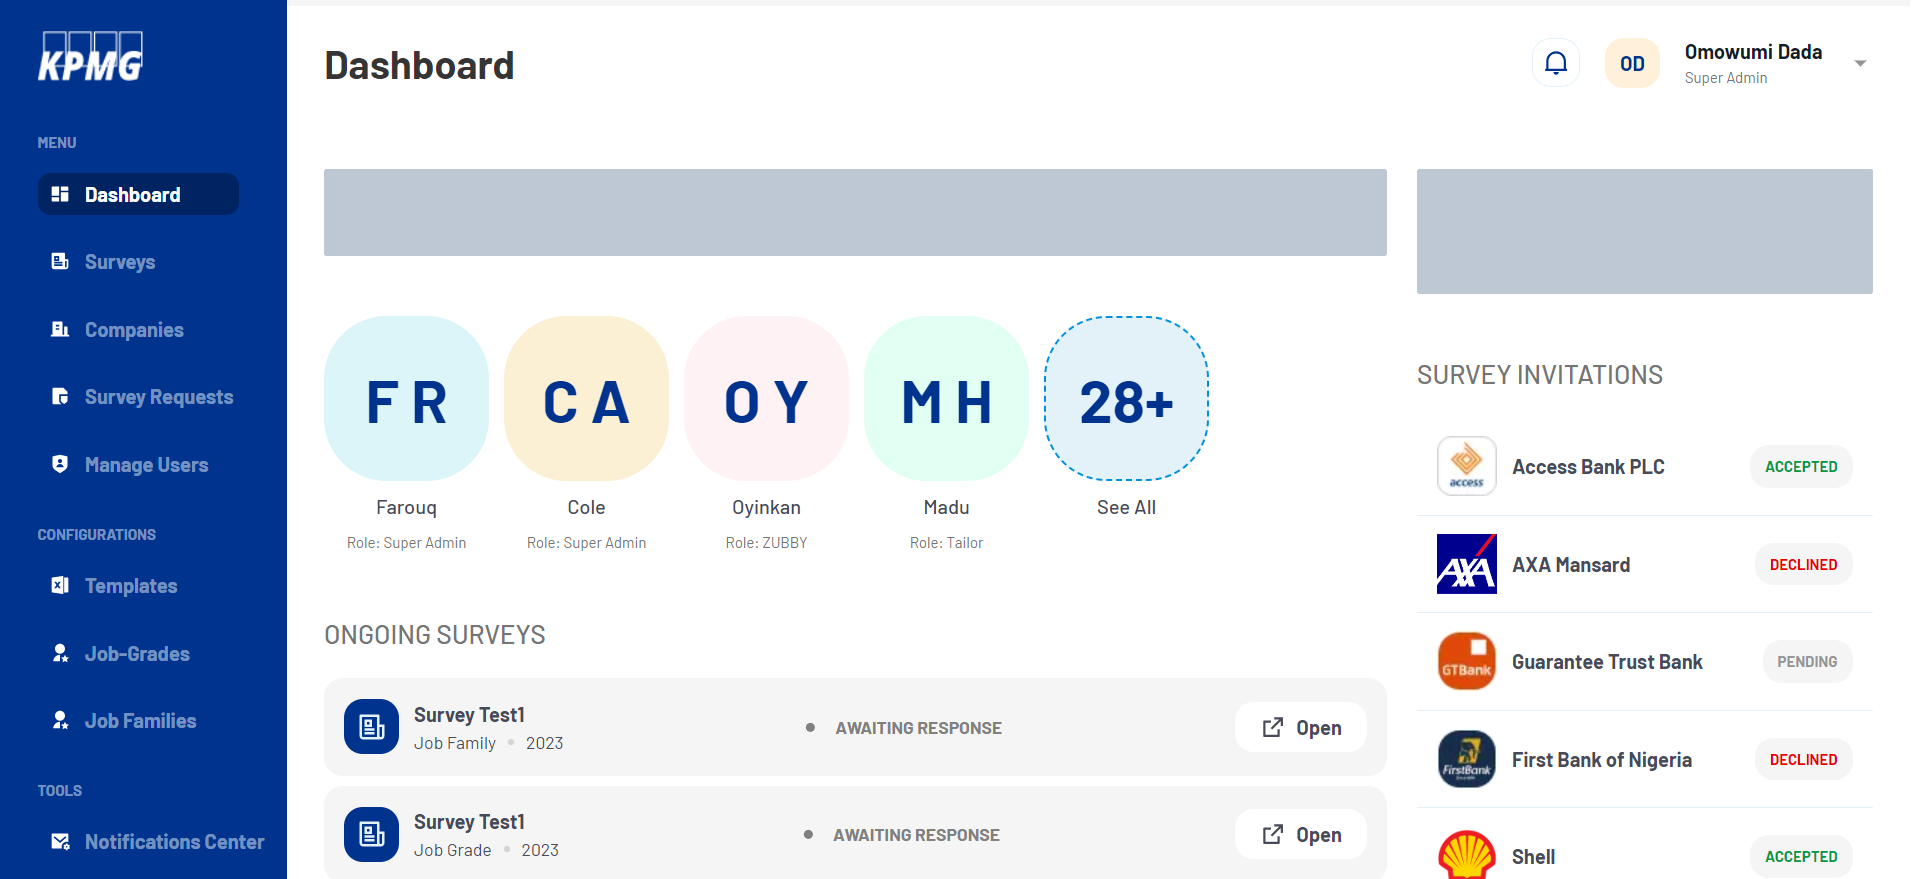 KPMG
MENU
Dashboard
Surveys
Companies
Survey Requests
Manage Users
CONFIGURATIONS
Templates
Job-Grades
Job Families
TOOLS
Notifications Center
Dashboard
OD
Omowumi Dada
Super Admin
F R
C A
O Y
M H
28+
Farouq
Cole
Oyinkan
Madu
See All
Role: Super Admin
Role: Super Admin
Role: ZUBBY
Role: Tailor
ONGOING SURVEYS
Survey Test1
Job Family • 2023
AWAITING RESPONSE
Open
Survey Test1
Job Grade • 2023
AWAITING RESPONSE
Open
SURVEY INVITATIONS
access
Access Bank PLC
ACCEPTED
AXA
AXA Mansard
DECLINED
GTBank
Guarantee Trust Bank
PENDING
FirstBank
First Bank of Nigeria
DECLINED
Shell
ACCEPTED